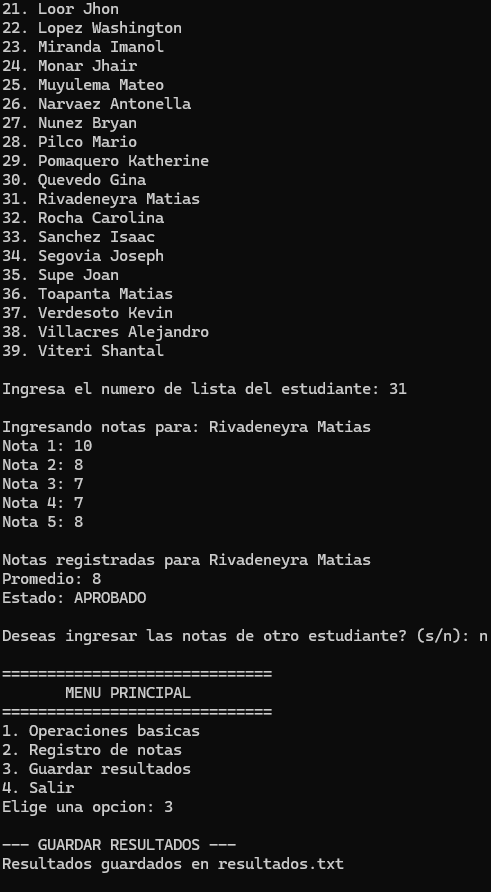 21. Loor Jhon
22. Lopez Washington
23. Miranda Imanol
24. Monar Jhair
25. Muyulema Mateo
26. Narvaez Antonella
27. Nunez Bryan
28. Pilco Mario
29. Pomaquero Katherine
30. Quevedo Gina
31. Rivadeneyra Matias
32. Rocha Carolina
33. Sanchez Isaac
34. Segovia Joseph
35. Supe Joan
36. Toapanta Matias
37. Verdesoto Kevin
38. Villacres Alejandro
39. Viteri Shantal
Ingresa el numero de lista del estudiante: 31
Ingresando notas para: Rivadeneyra Matias
Nota 1: 10
Nota 2: 8
Nota 3: 7
Nota 4: 7
Nota 5: 8
Notas registradas para Rivadeneyra Matias
Promedio: 8
Estado: APROBADO
Deseas ingresar las notas de otro estudiante? (s/n): n
==============================
MENU PRINCIPAL
==============================
1. Operaciones basicas
2. Registro de notas
3. Guardar resultados
4. Salir
Elige una opcion: 3
--- GUARDAR RESULTADOS ---
Resultados guardados en resultados.txt